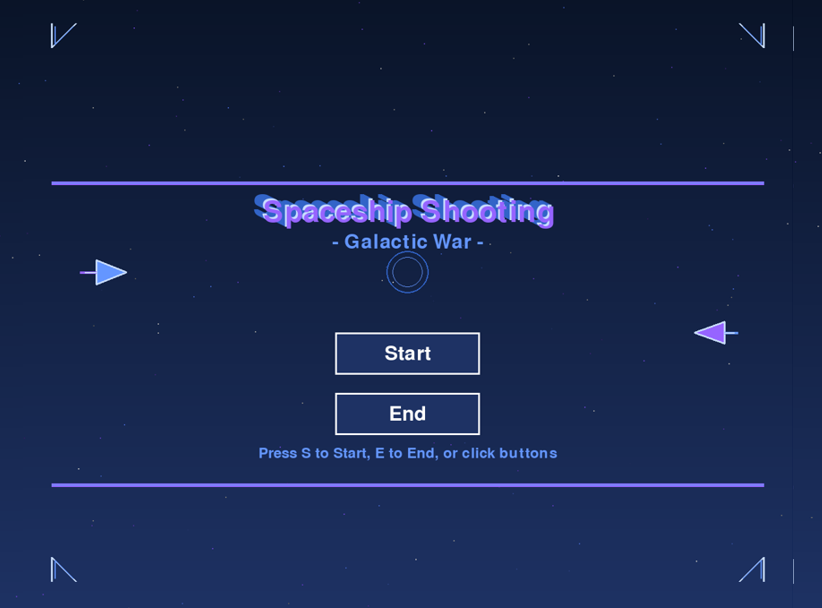 Spaceship Shooting
- Galactic War -
Start
End
Press S to Start, E to End, or click buttons